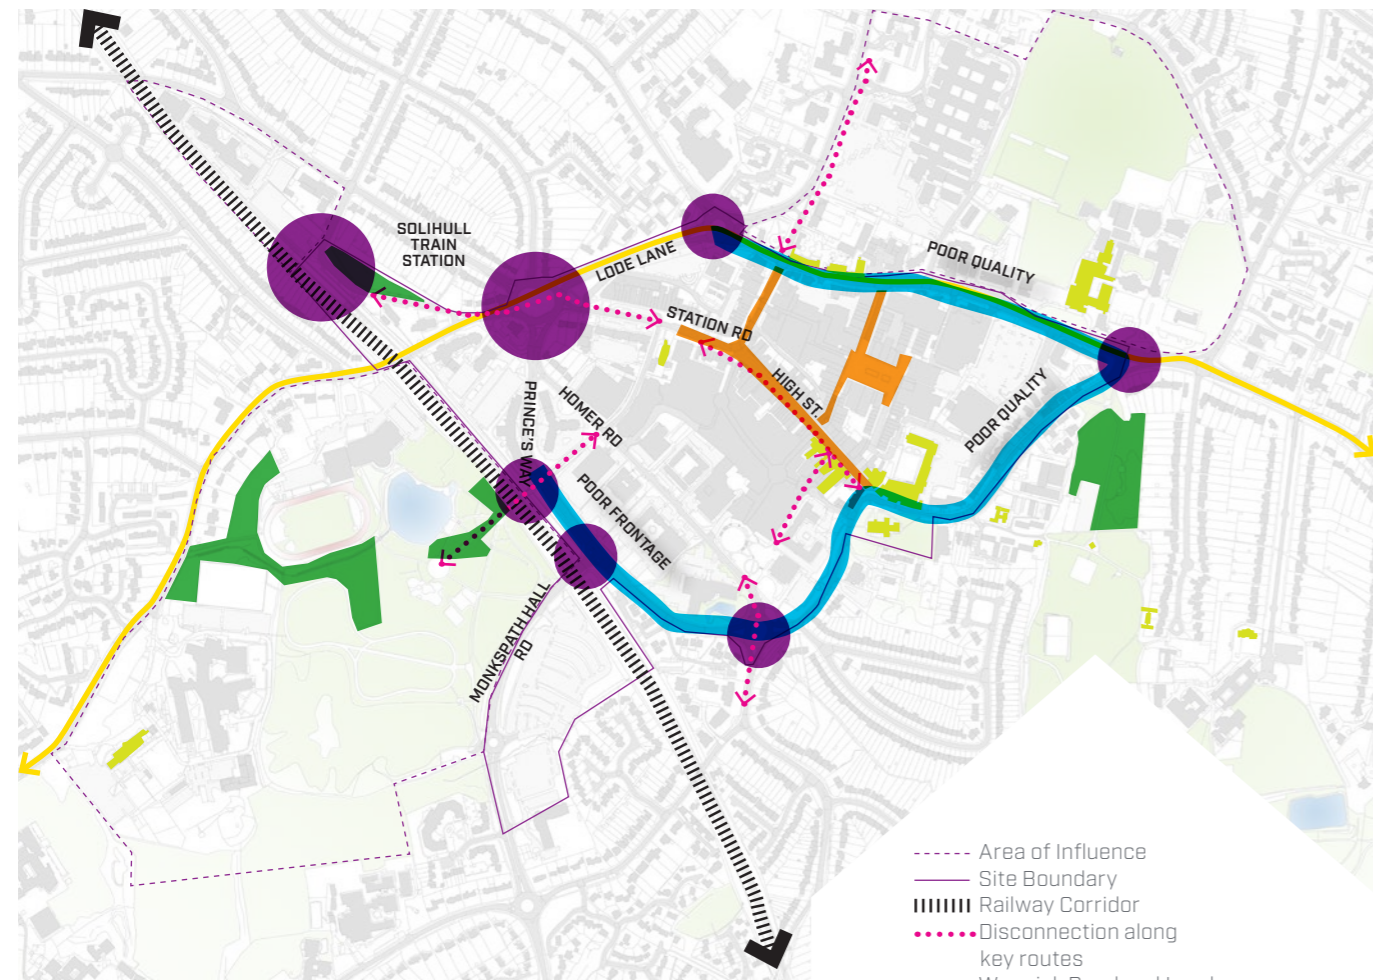 SOLIHULL
TRAIN
STATION
LODE LANE
POOR QUALITY
STATION RD
HIGH ST.
POOR QUALITY
PRINCE'S WAY
HOMER RD
POOR FRONTAGE
MONKSPATH HALL
RD
Area of Influence
Site Boundary
Railway Corridor
Disconnection along
key routes